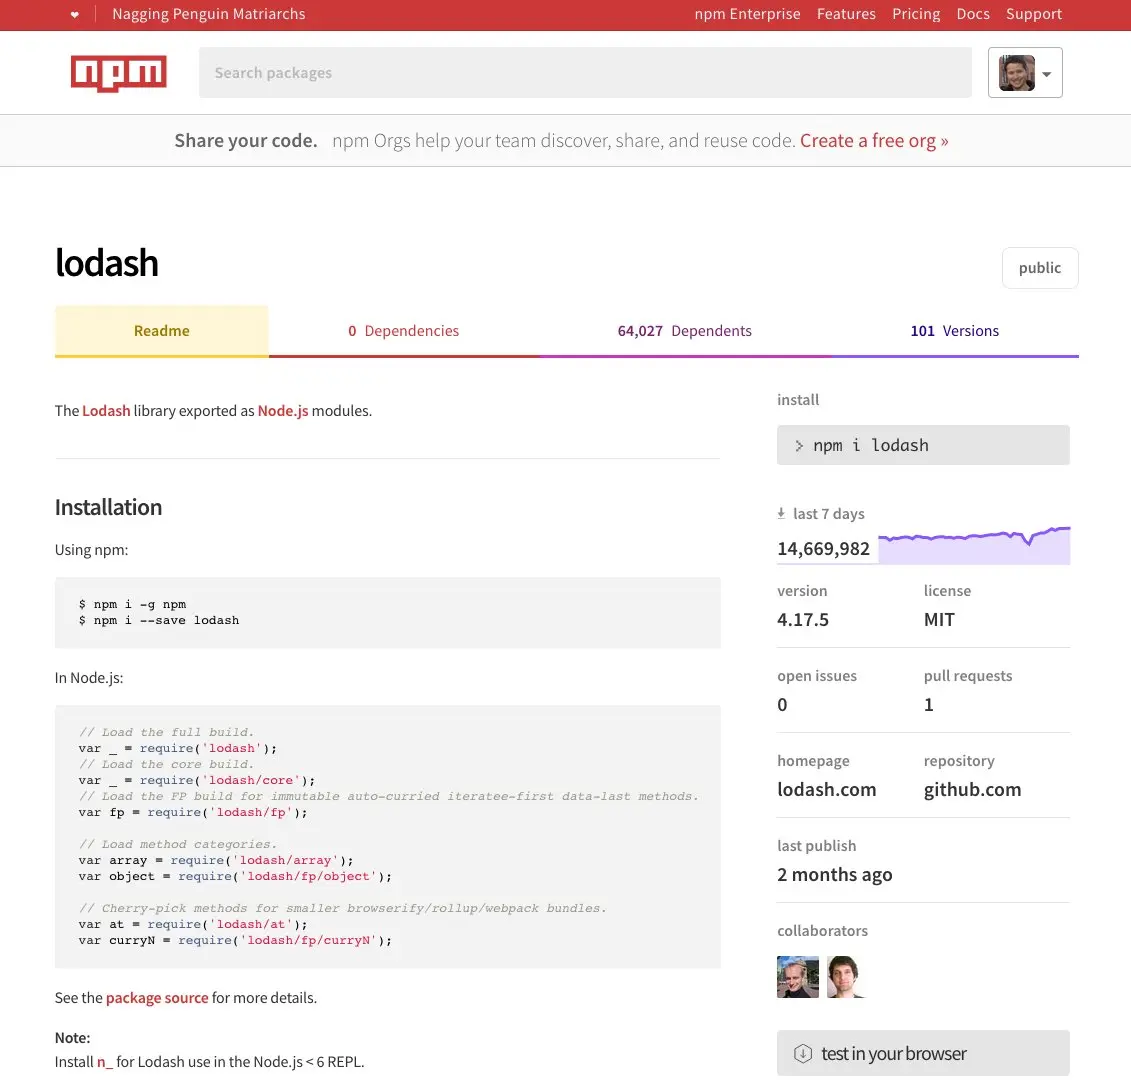 ❤ Nagging Penguin Matriarchs npm Enterprise Features Pricing Docs Support
npm Search packages
Share your code. npm Orgs help your team discover, share, and reuse code. Create a free org »
lodash
public
Readme 0 Dependencies 64,027 Dependents 101 Versions
The Lodash library exported as Node.js modules.
Installation
Using npm:
$ npm i -g npm
$ npm i --save lodash
In Node.js:
// Load the full build.
var _ = require('lodash');
// Load the core build.
var _ = require('lodash/core');
// Load the FP build for immutable auto-curried iteratee-first data-last methods.
var fp = require('lodash/fp');
// Load method categories.
var array = require('lodash/array');
var object = require('lodash/fp/object');
// Cherry-pick methods for smaller browserify/rollup/webpack bundles.
var at = require('lodash/at');
var curryN = require('lodash/fp/curryN');
See the package source for more details.
Note:
Install n_ for Lodash use in the Node.js < 6 REPL.
install
> npm i lodash
last 7 days
14,669,982
version license
4.17.5 MIT
open issues pull requests
0 1
homepage repository
lodash.com github.com
last publish
2 months ago
collaborators
test in your browser